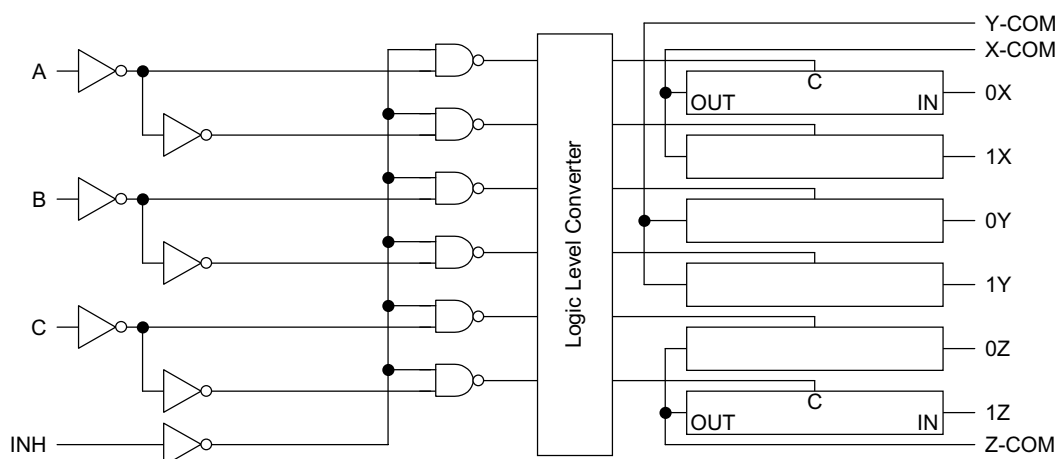 Y-COM
X-COM
A
C
OUT
IN
0X
1X
B
Logic Level Converter
0Y
1Y
C
0Z
C
OUT
IN
1Z
INH
Z-COM